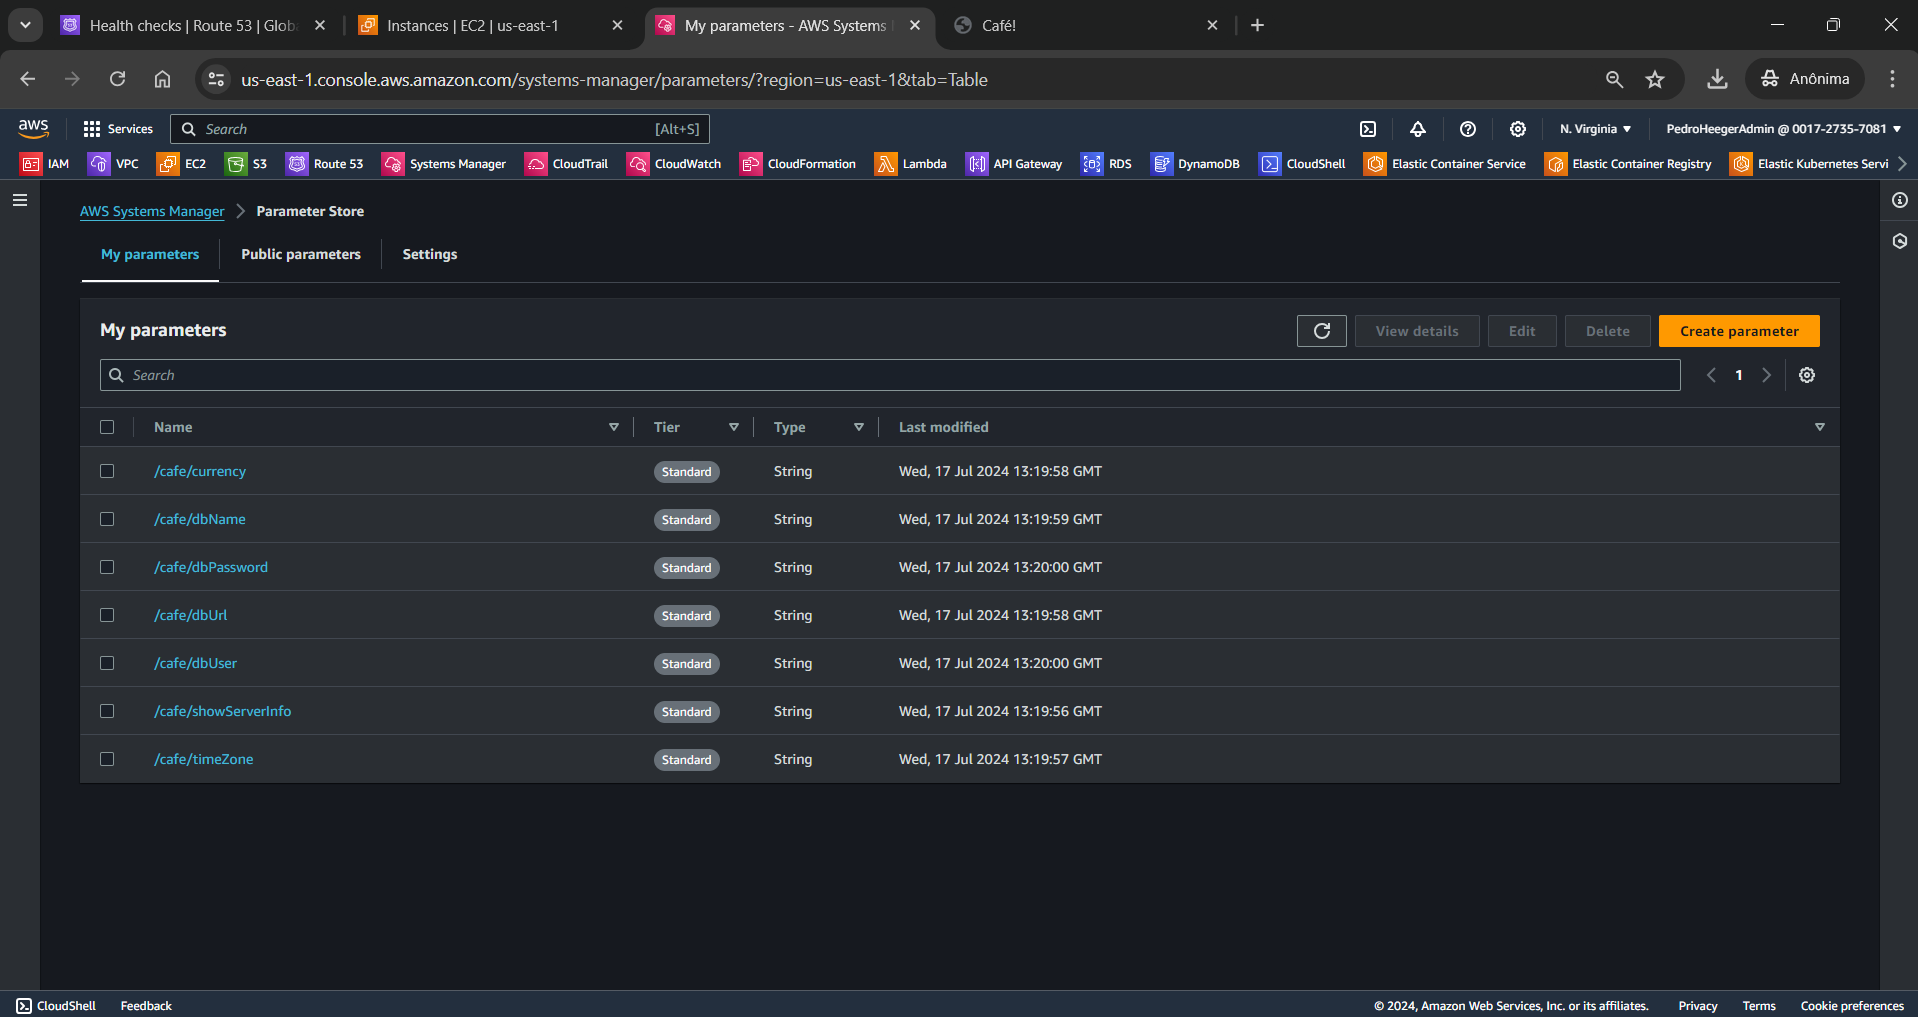 Health checks | Route 53 | Glob
Instances | EC2 | us-east-1
My parameters - AWS Systems
Café!
us-east-1.console.aws.amazon.com/systems-manager/parameters/?region=us-east-1&tab=Table
Anônima
aws
Services
Search
[Alt+S]
N. Virginia
PedroHeegerAdmin @ 0017-2735-7081
IAM
VPC
EC2
S3
Route 53
Systems Manager
CloudTrail
CloudWatch
CloudFormation
Lambda
API Gateway
RDS
DynamoDB
CloudShell
Elastic Container Service
Elastic Container Registry
Elastic Kubernetes Servi
AWS Systems Manager
Parameter Store
My parameters
Public parameters
Settings
My parameters
View details
Edit
Delete
Create parameter
Search
1
Name
Tier
Type
Last modified
/cafe/currency Standard String Wed, 17 Jul 2024 13:19:58 GMT
/cafe/dbName Standard String Wed, 17 Jul 2024 13:19:59 GMT
/cafe/dbPassword Standard String Wed, 17 Jul 2024 13:20:00 GMT
/cafe/dbUrl Standard String Wed, 17 Jul 2024 13:19:58 GMT
/cafe/dbUser Standard String Wed, 17 Jul 2024 13:20:00 GMT
/cafe/showServerInfo Standard String Wed, 17 Jul 2024 13:19:56 GMT
/cafe/timeZone Standard String Wed, 17 Jul 2024 13:19:57 GMT
CloudShell
Feedback
© 2024, Amazon Web Services, Inc. or its affiliates.
Privacy
Terms
Cookie preferences